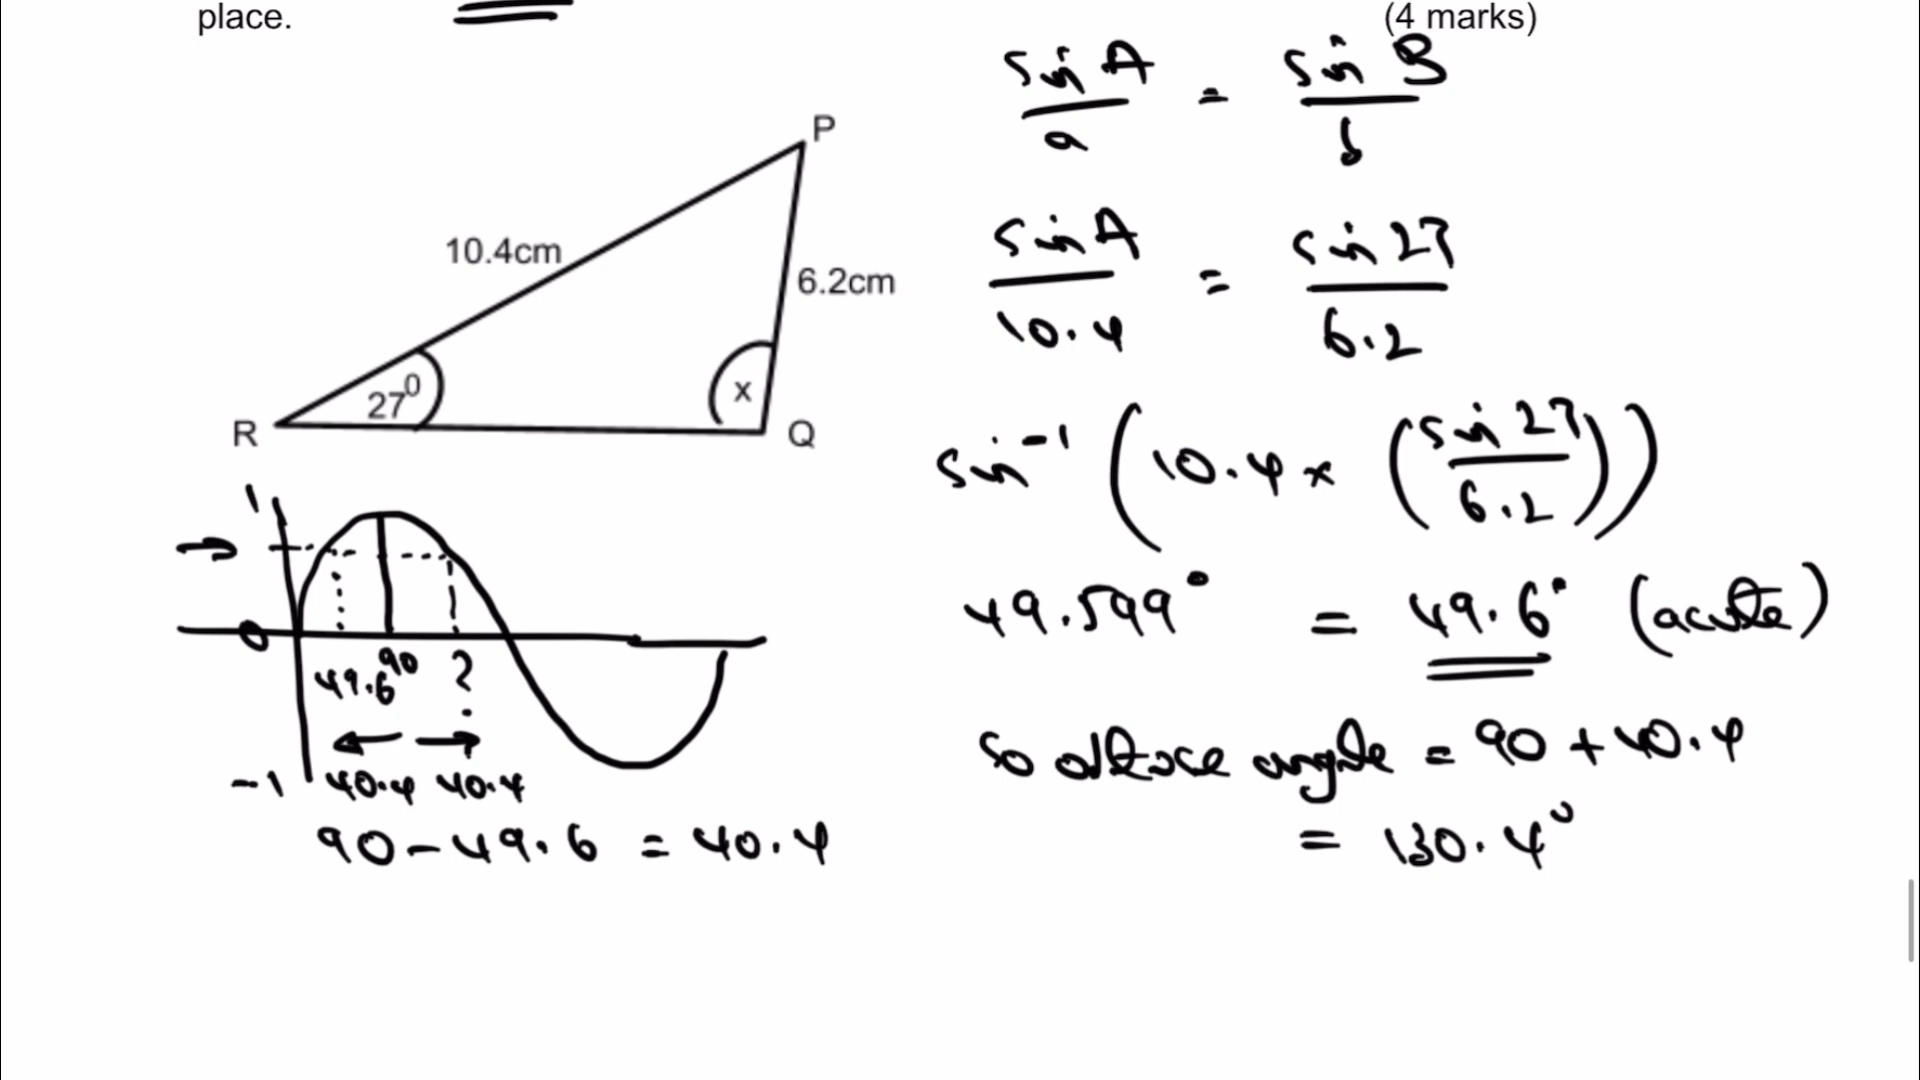 place.
(4 marks)
sin A / a = sin B / b
P
10.4cm
6.2cm
27⁰
x
R
Q
sin A / 10.4 = sin 27 / 6.2
sin⁻¹ (10.4 × (sin 27 / 6.2))
49.599° = 49.6° (acute)
1
0
-1
49.6 90 ?
40.4 40.4
90 - 49.6 = 40.4
so obtuse angle = 90 + 40.4
= 130.4°